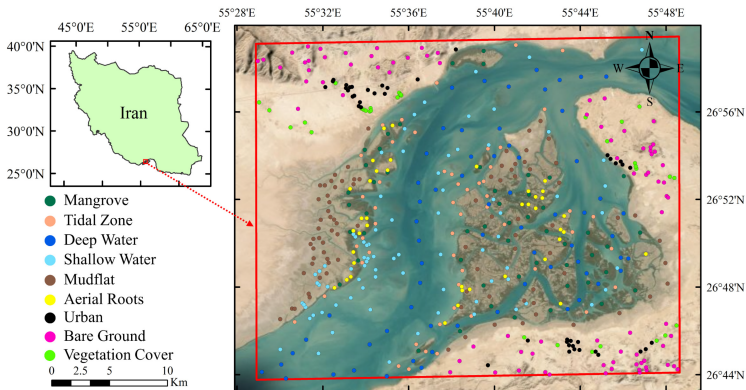 55°28'E 55°32'E 55°36'E 55°40'E 55°44'E 55°48'E
45°0'E 55°0'E 65°0'E
40°0'N
35°0'N
30°0'N
25°0'N
Iran
N
W E
S
26°56'N
26°52'N
26°48'N
26°44'N
Mangrove
Tidal Zone
Deep Water
Shallow Water
Mudflat
Aerial Roots
Urban
Bare Ground
Vegetation Cover
0 2.5 5 10
Km